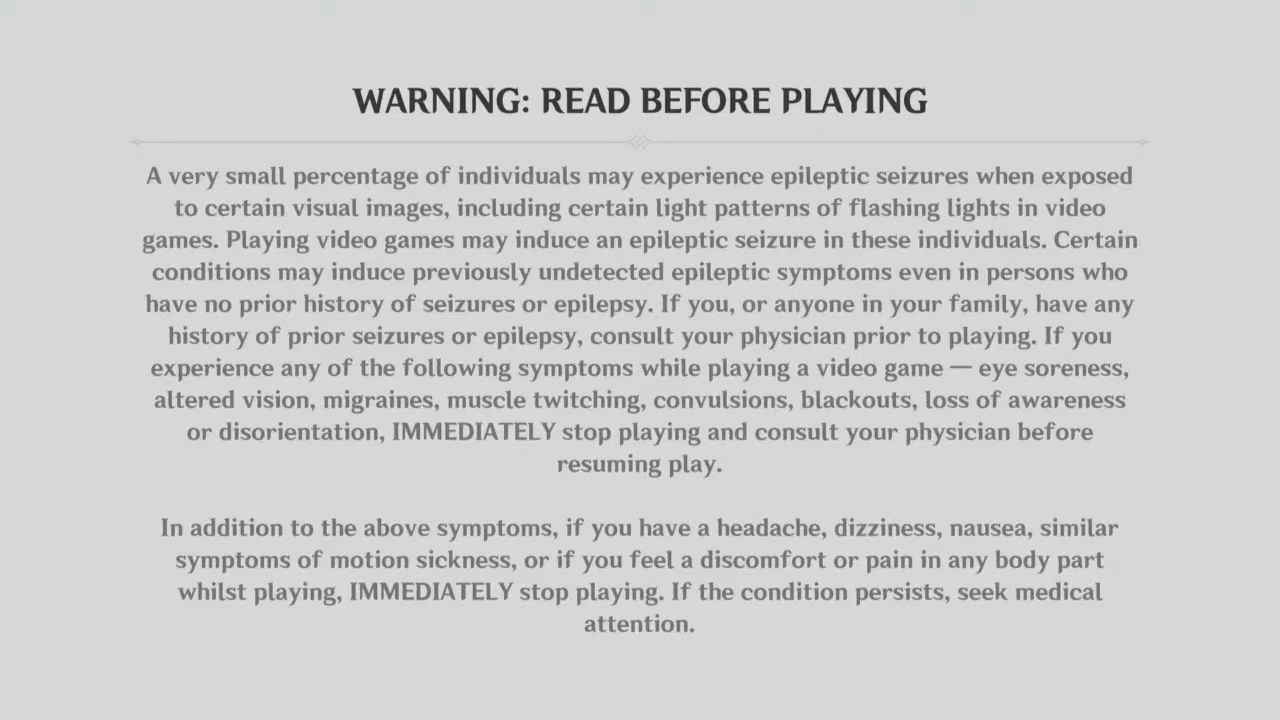 WARNING: READ BEFORE PLAYING
A very small percentage of individuals may experience epileptic seizures when exposed
to certain visual images, including certain light patterns of flashing lights in video
games. Playing video games may induce an epileptic seizure in these individuals. Certain
conditions may induce previously undetected epileptic symptoms even in persons who
have no prior history of seizures or epilepsy. If you, or anyone in your family, have any
history of prior seizures or epilepsy, consult your physician prior to playing. If you
experience any of the following symptoms while playing a video game — eye soreness,
altered vision, migraines, muscle twitching, convulsions, blackouts, loss of awareness
or disorientation, IMMEDIATELY stop playing and consult your physician before
resuming play.
In addition to the above symptoms, if you have a headache, dizziness, nausea, similar
symptoms of motion sickness, or if you feel a discomfort or pain in any body part
whilst playing, IMMEDIATELY stop playing. If the condition persists, seek medical
attention.